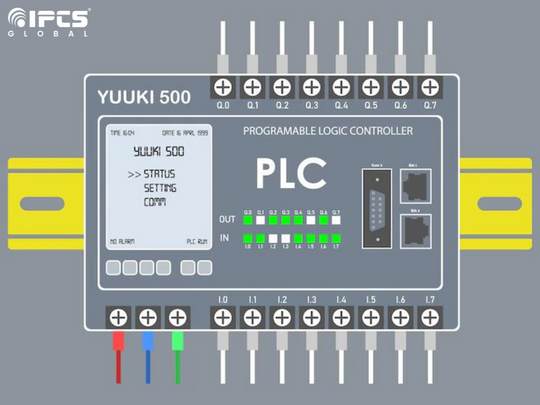 IPCS
GLOBAL
Q.0 Q.1 Q.2 Q.3 Q.4 Q.5 Q.6 Q.7
YUUKI 500
TIME 16:04 DATE 16 APRIL 1999
YUUKI 500
>> STATUS
SETTING
COMM
NO ALARM PLC RUN
PROGRAMABLE LOGIC CONTROLLER
PLC
Q.0 Q.1 Q.2 Q.3 Q.4 Q.5 Q.6 Q.7
OUT
IN
I.0 I.1 I.2 I.3 I.4 I.5 I.6 I.7
I.0 I.1 I.2 I.3 I.4 I.5 I.6 I.7